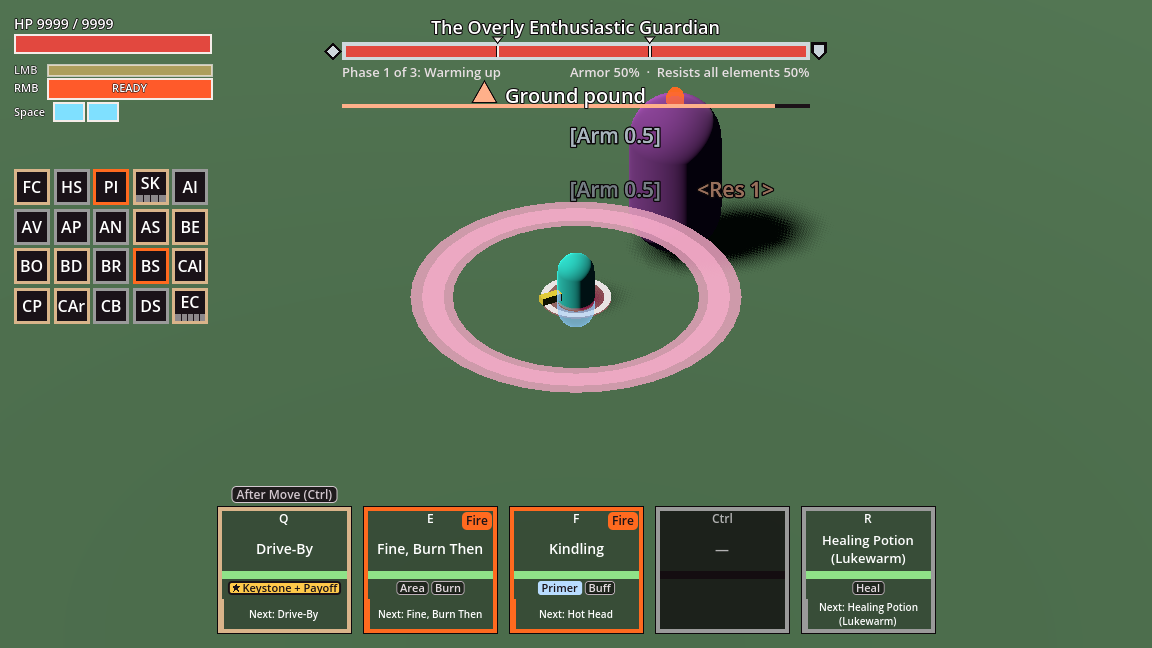 HP 9999 / 9999
LMB
RMB READY
Space
The Overly Enthusiastic Guardian
Phase 1 of 3: Warming up
Armor 50% · Resists all elements 50%
Ground pound
[Arm 0.5]
[Arm 0.5] <Res 1>
FC HS PI SK AI
AV AP AN AS BE
BO BD BR BS CAl
CP CAr CB DS EC
After Move (Ctrl)
Q
Drive-By
★ Keystone + Payoff
Next: Drive-By
E Fire
Fine, Burn Then
Area Burn
Next: Fine, Burn Then
F Fire
Kindling
Primer Buff
Next: Hot Head
Ctrl
—
R
Healing Potion
(Lukewarm)
Heal
Next: Healing Potion
(Lukewarm)